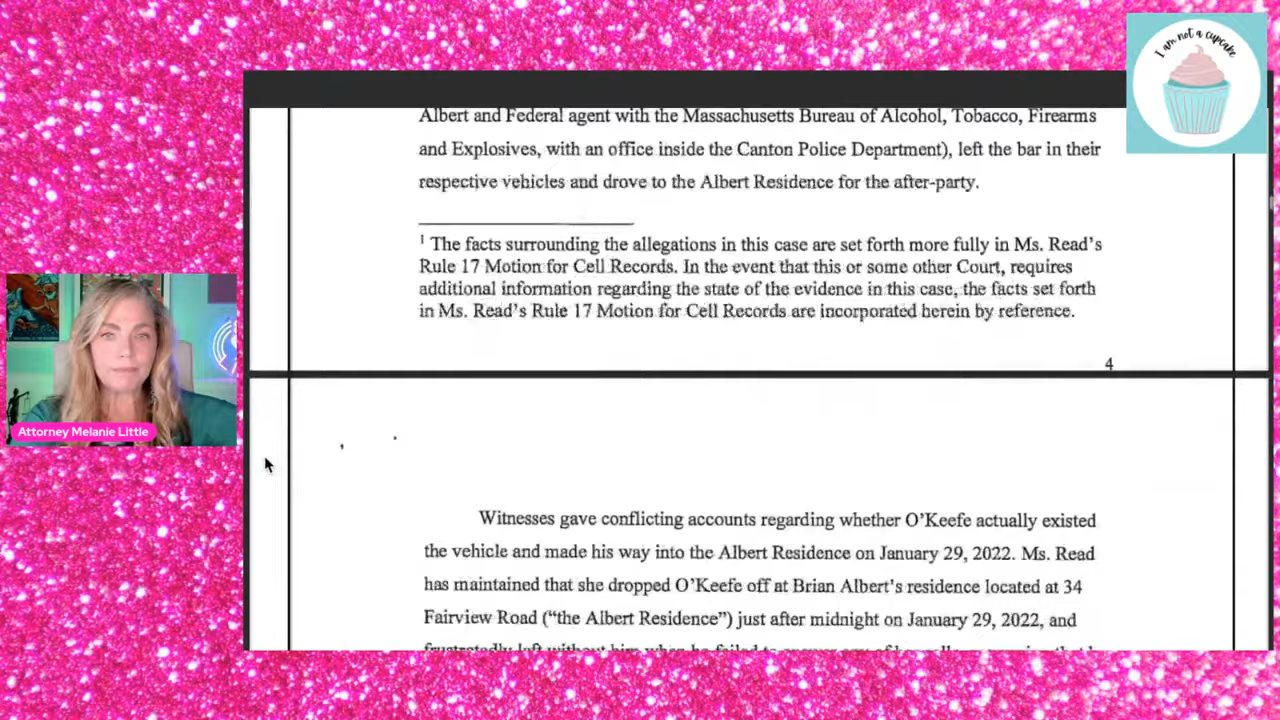 I am not a cupcake
Albert and Federal agent with the Massachusetts Bureau of Alcohol, Tobacco, Firearms
and Explosives, with an office inside the Canton Police Department), left the bar in their
respective vehicles and drove to the Albert Residence for the after-party.
1 The facts surrounding the allegations in this case are set forth more fully in Ms. Read's
Rule 17 Motion for Cell Records. In the event that this or some other Court, requires
additional information regarding the state of the evidence in this case, the facts set forth
in Ms. Read's Rule 17 Motion for Cell Records are incorporated herein by reference.
4
Attorney Melanie Little
Witnesses gave conflicting accounts regarding whether O'Keefe actually existed
the vehicle and made his way into the Albert Residence on January 29, 2022. Ms. Read
has maintained that she dropped O'Keefe off at Brian Albert's residence located at 34
Fairview Road ("the Albert Residence") just after midnight on January 29, 2022, and